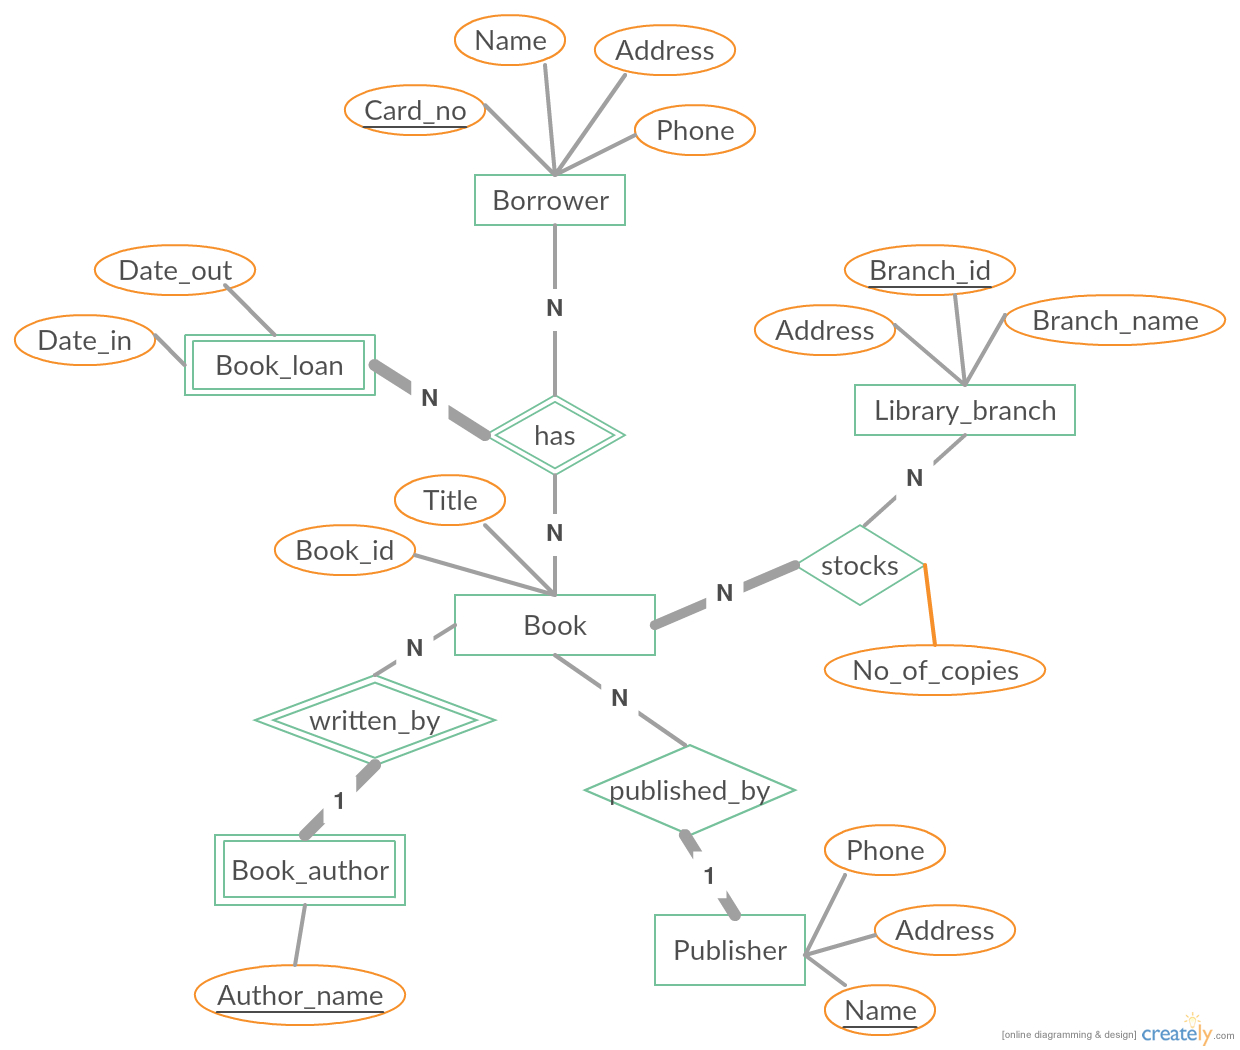 Name
Address
Card_no
Phone
Borrower
Date_out
Branch_id
N
Address
Branch_name
Date_in
Book_loan
N
Library_branch
has
Title
N
N
Book_id
stocks
N
Book
N
No_of_copies
N
written_by
published_by
1
Phone
Book_author
1
Address
Publisher
Author_name
Name
[online diagramming & design] creately.com